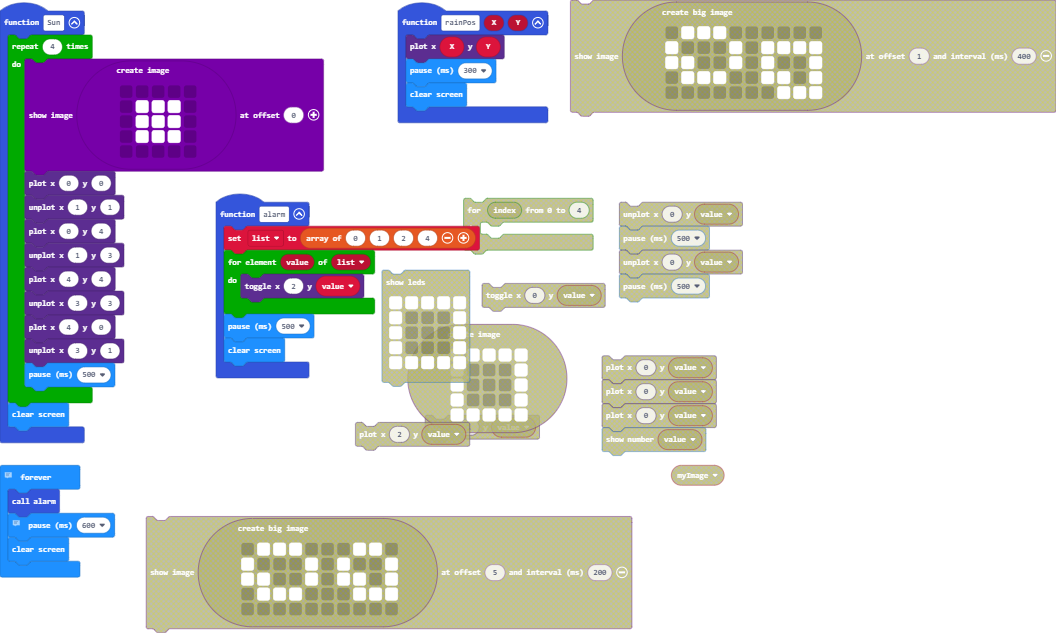 function Sun
repeat 4 times
do
create image
show image at offset 0
plot x 0 y 0
unplot x 1 y 1
plot x 0 y 4
unplot x 1 y 3
plot x 4 y 4
unplot x 3 y 3
plot x 4 y 0
unplot x 3 y 1
pause (ms) 500
clear screen
function rainPos X Y
plot x X y Y
pause (ms) 300
clear screen
create big image
show image at offset 1 and interval (ms) 400
function alarm
set list to array of 0 1 2 4
for element value of list
do toggle x 2 y value
pause (ms) 500
clear screen
for index from 0 to 4
unplot x 0 y value
pause (ms) 500
unplot x 0 y value
pause (ms) 500
show leds
toggle x 0 y value
image
plot x 2 y value
plot x 0 y value
plot x 0 y value
plot x 0 y value
show number value
myImage
forever
call alarm
pause (ms) 600
clear screen
create big image
show image at offset 5 and interval (ms) 200